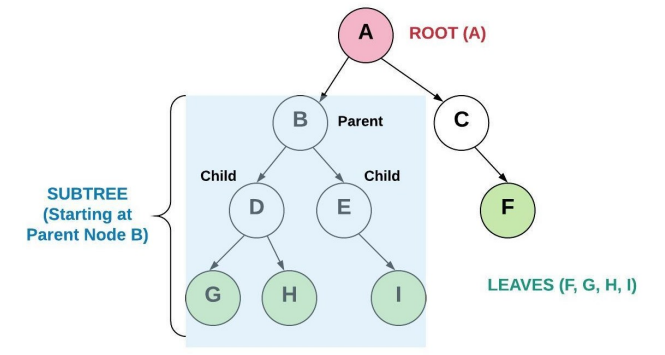 A
ROOT (A)
B
Parent
C
Child
Child
SUBTREE
(Starting at
Parent Node B)
D
E
F
G
H
I
LEAVES (F, G, H, I)